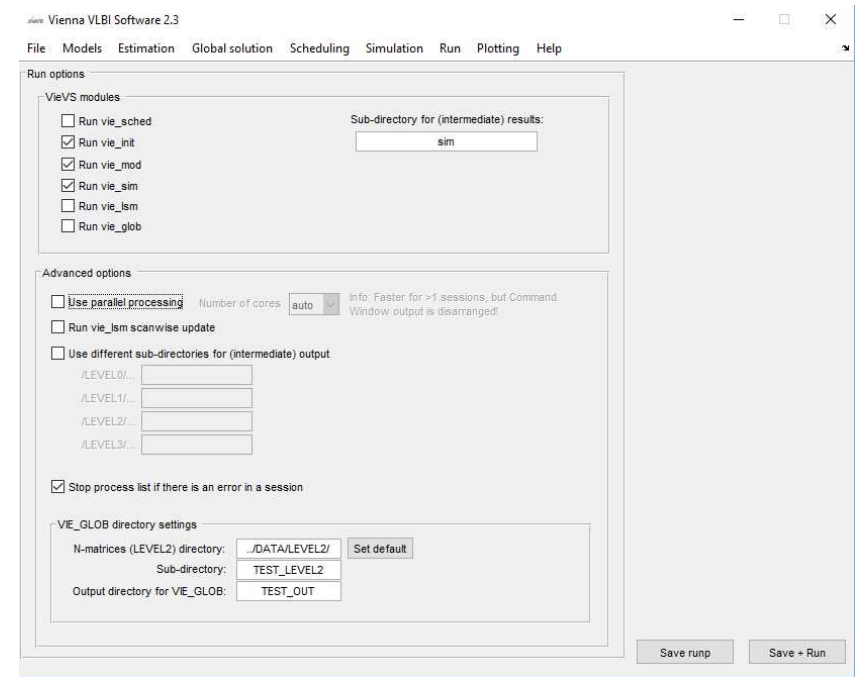 Vienna VLBI Software 2.3
File Models Estimation Global solution Scheduling Simulation Run Plotting Help
Run options
VieVS modules
Run vie_sched
Sub-directory for (intermediate) results:
Run vie_init
sim
Run vie_mod
Run vie_sim
Run vie_lsm
Run vie_glob
Advanced options
Use parallel processing Number of cores auto
Info: Faster for >1 sessions, but Command
Window output is disarranged!
Run vie_lsm scanwise update
Use different sub-directories for (intermediate) output
/LEVEL0/...
/LEVEL1/...
/LEVEL2/...
/LEVEL3/...
Stop process list if there is an error in a session
VIE_GLOB directory settings
N-matrices (LEVEL2) directory: ../DATA/LEVEL2/ Set default
Sub-directory: TEST_LEVEL2
Output directory for VIE_GLOB: TEST_OUT
Save runp Save + Run